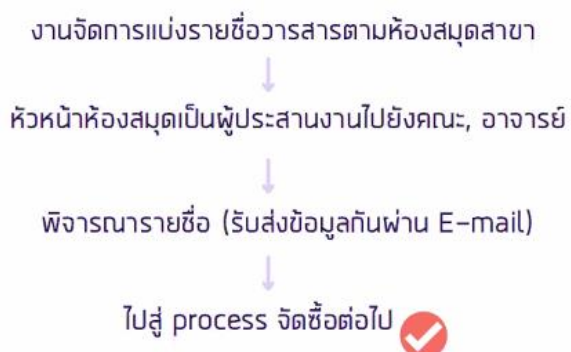 งานจัดการแบ่งรายชื่อวารสารตามห้องสมุดสาขา
หัวหน้าห้องสมุดเป็นผู้ประสานงานไปยังคณะ, อาจารย์
พิจารณารายชื่อ (รับส่งข้อมูลกันผ่าน E-mail)
ไปสู่ process จัดซื้อต่อไป